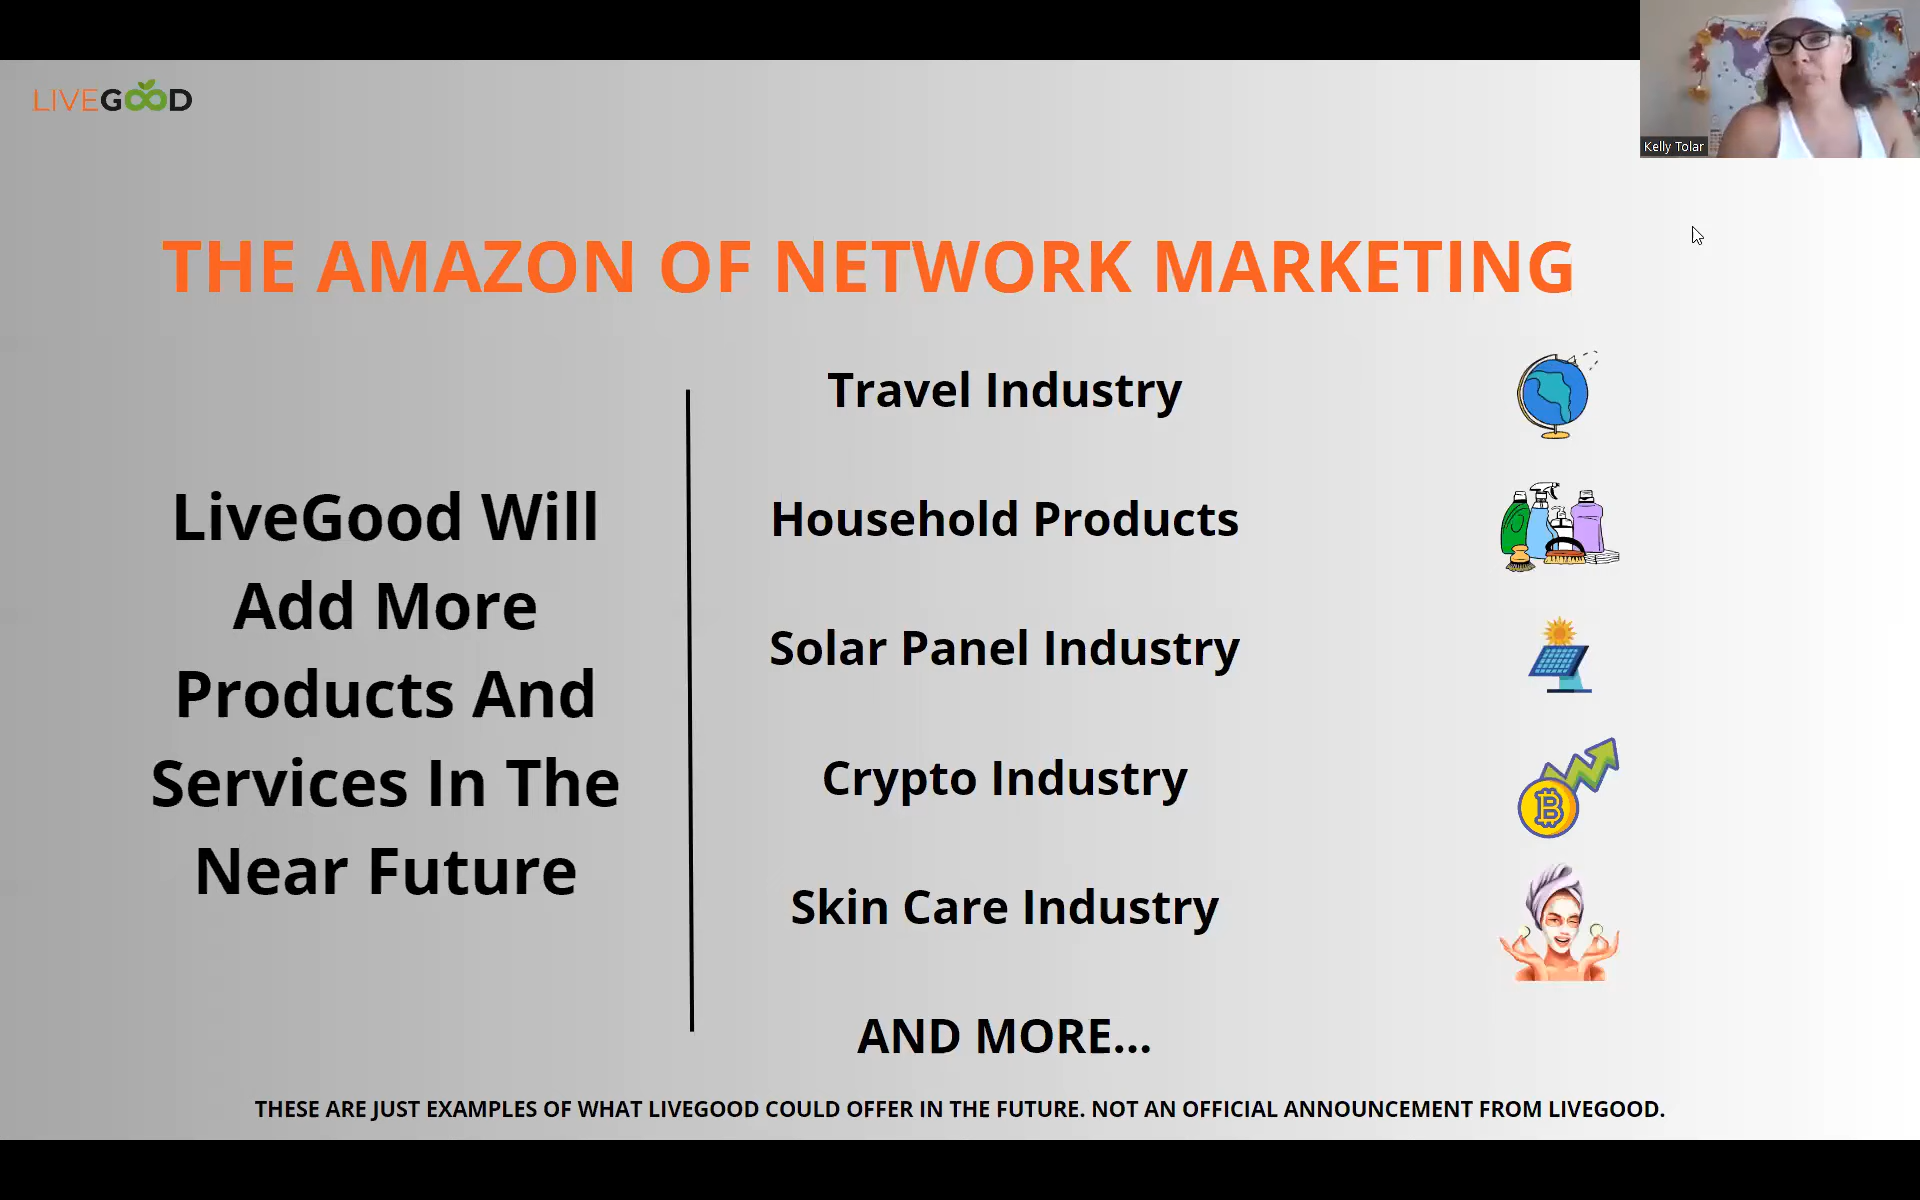 LIVEGOOD
Kelly Tolar
THE AMAZON OF NETWORK MARKETING
LiveGood Will
Add More
Products And
Services In The
Near Future
Travel Industry
Household Products
Solar Panel Industry
Crypto Industry
Skin Care Industry
AND MORE...
THESE ARE JUST EXAMPLES OF WHAT LIVEGOOD COULD OFFER IN THE FUTURE. NOT AN OFFICIAL ANNOUNCEMENT FROM LIVEGOOD.